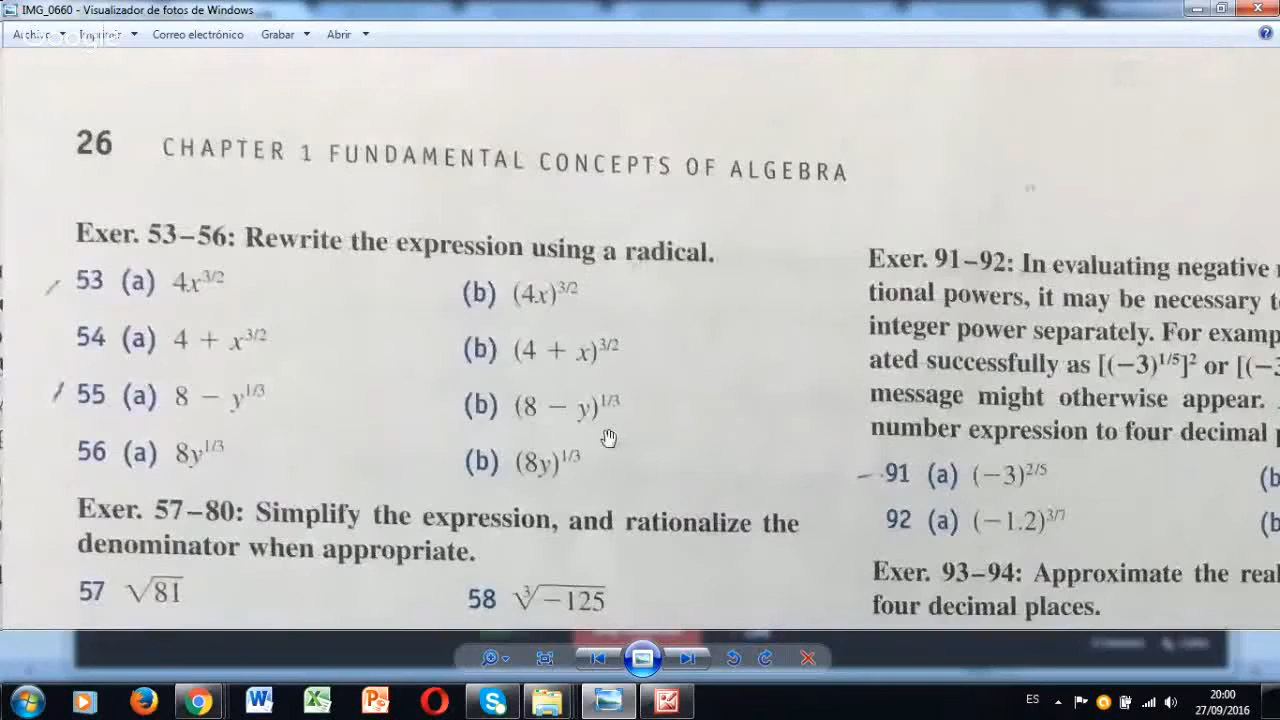 IMG_0660 - Visualizador de fotos de Windows
Google
Archivo Imprimir Correo electrónico Grabar Abrir
26 CHAPTER 1 FUNDAMENTAL CONCEPTS OF ALGEBRA
Exer. 53–56: Rewrite the expression using a radical.
53 (a) 4x^{3/2} (b) (4x)^{3/2}
54 (a) 4 + x^{3/2} (b) (4 + x)^{3/2}
55 (a) 8 − y^{1/3} (b) (8 − y)^{1/3}
56 (a) 8y^{1/3} (b) (8y)^{1/3}
Exer. 57–80: Simplify the expression, and rationalize the
denominator when appropriate.
57 √81 58 ∛−125
Exer. 91–92: In evaluating negative
tional powers, it may be necessary
integer power separately. For examp
ated successfully as [(−3)^{1/5}]^2 or [(−3
message might otherwise appear.
number expression to four decimal
91 (a) (−3)^{2/5} (b
92 (a) (−1.2)^{3/7} (b
Exer. 93–94: Approximate the real
four decimal places.
ES
20:00
27/09/2016